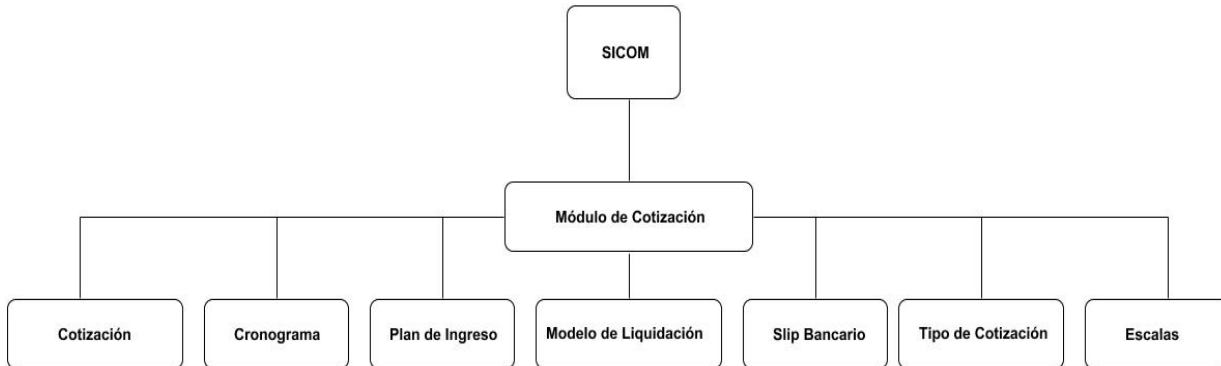 SICOM
Módulo de Cotización
Cotización
Cronograma
Plan de Ingreso
Modelo de Liquidación
Slip Bancario
Tipo de Cotización
Escalas